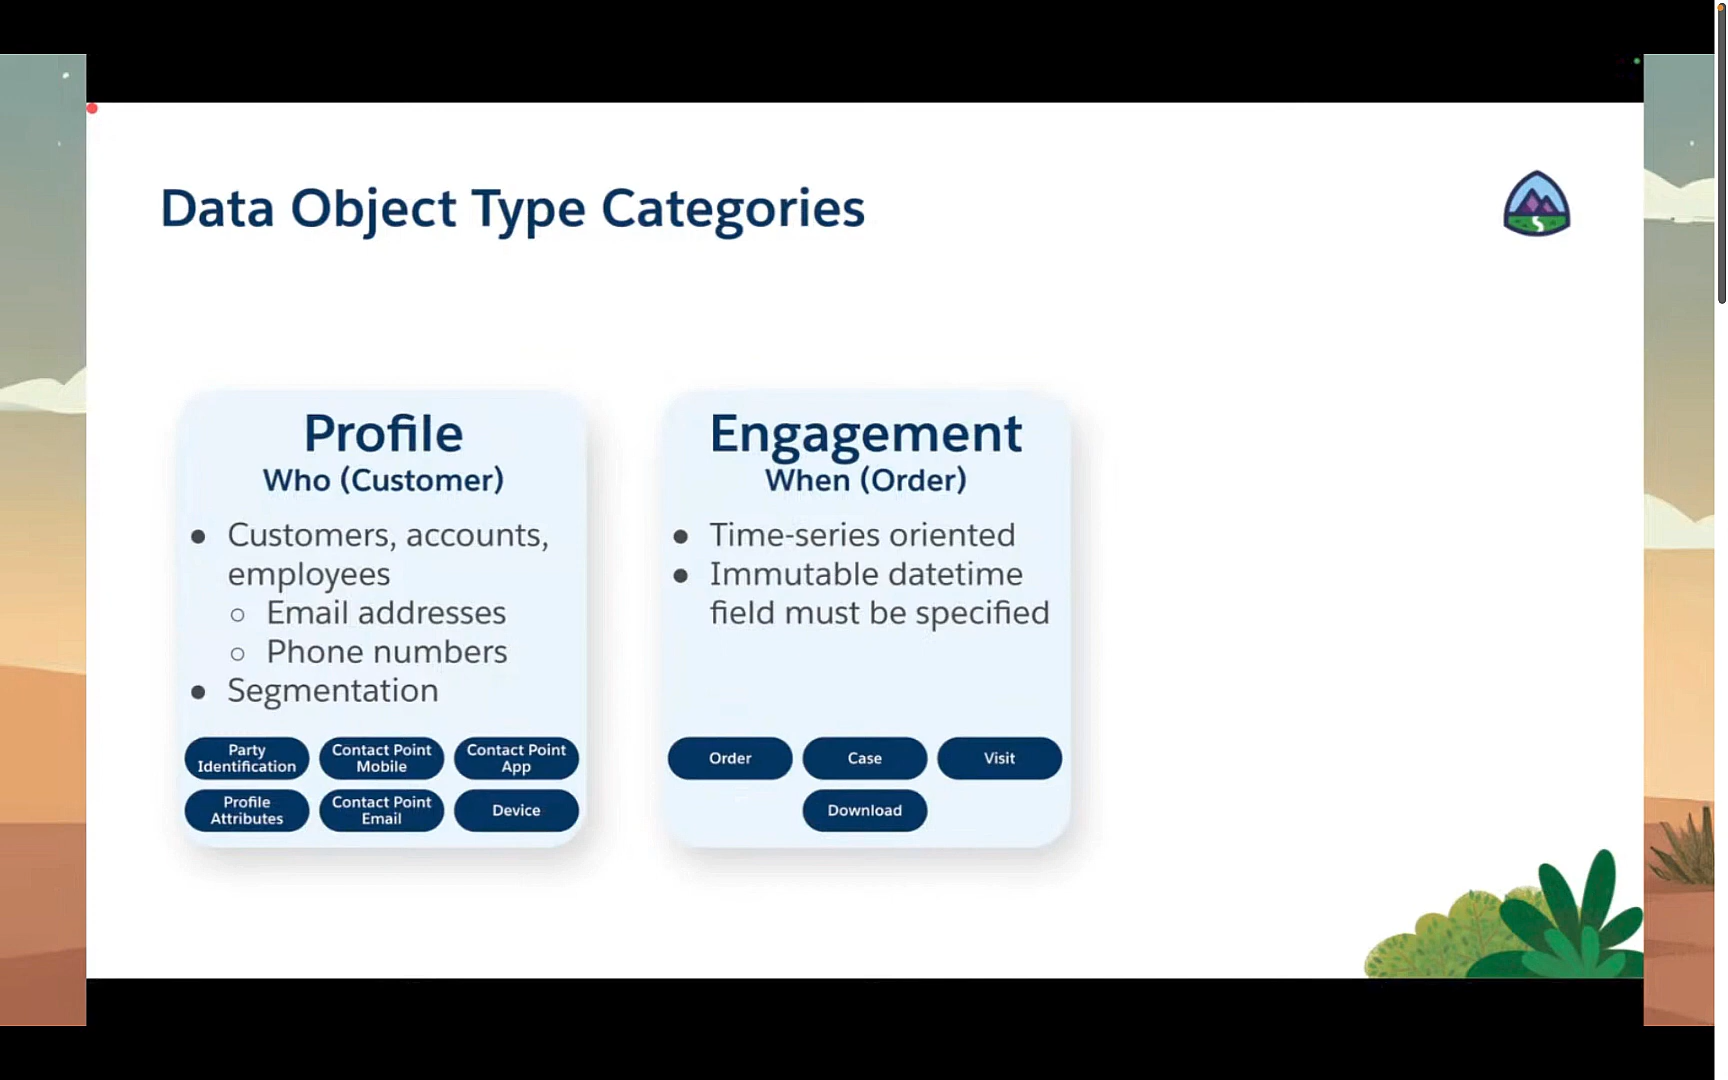 Data Object Type Categories
Profile
Who (Customer)
● Customers, accounts,
employees
○ Email addresses
○ Phone numbers
● Segmentation
Party
Identification
Contact Point
Mobile
Contact Point
App
Profile
Attributes
Contact Point
Email
Device
Engagement
When (Order)
● Time-series oriented
● Immutable datetime
field must be specified
Order
Case
Visit
Download